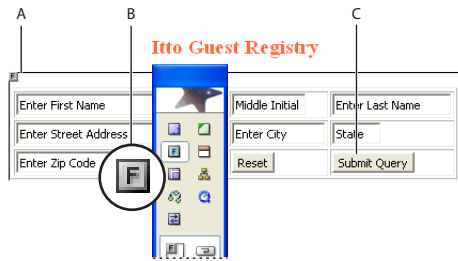 A B C
Itto Guest Registry
F
Enter First Name Middle Initial Enter Last Name
Enter Street Address Enter City State
Enter Zip Code Reset Submit Query
F
F
F